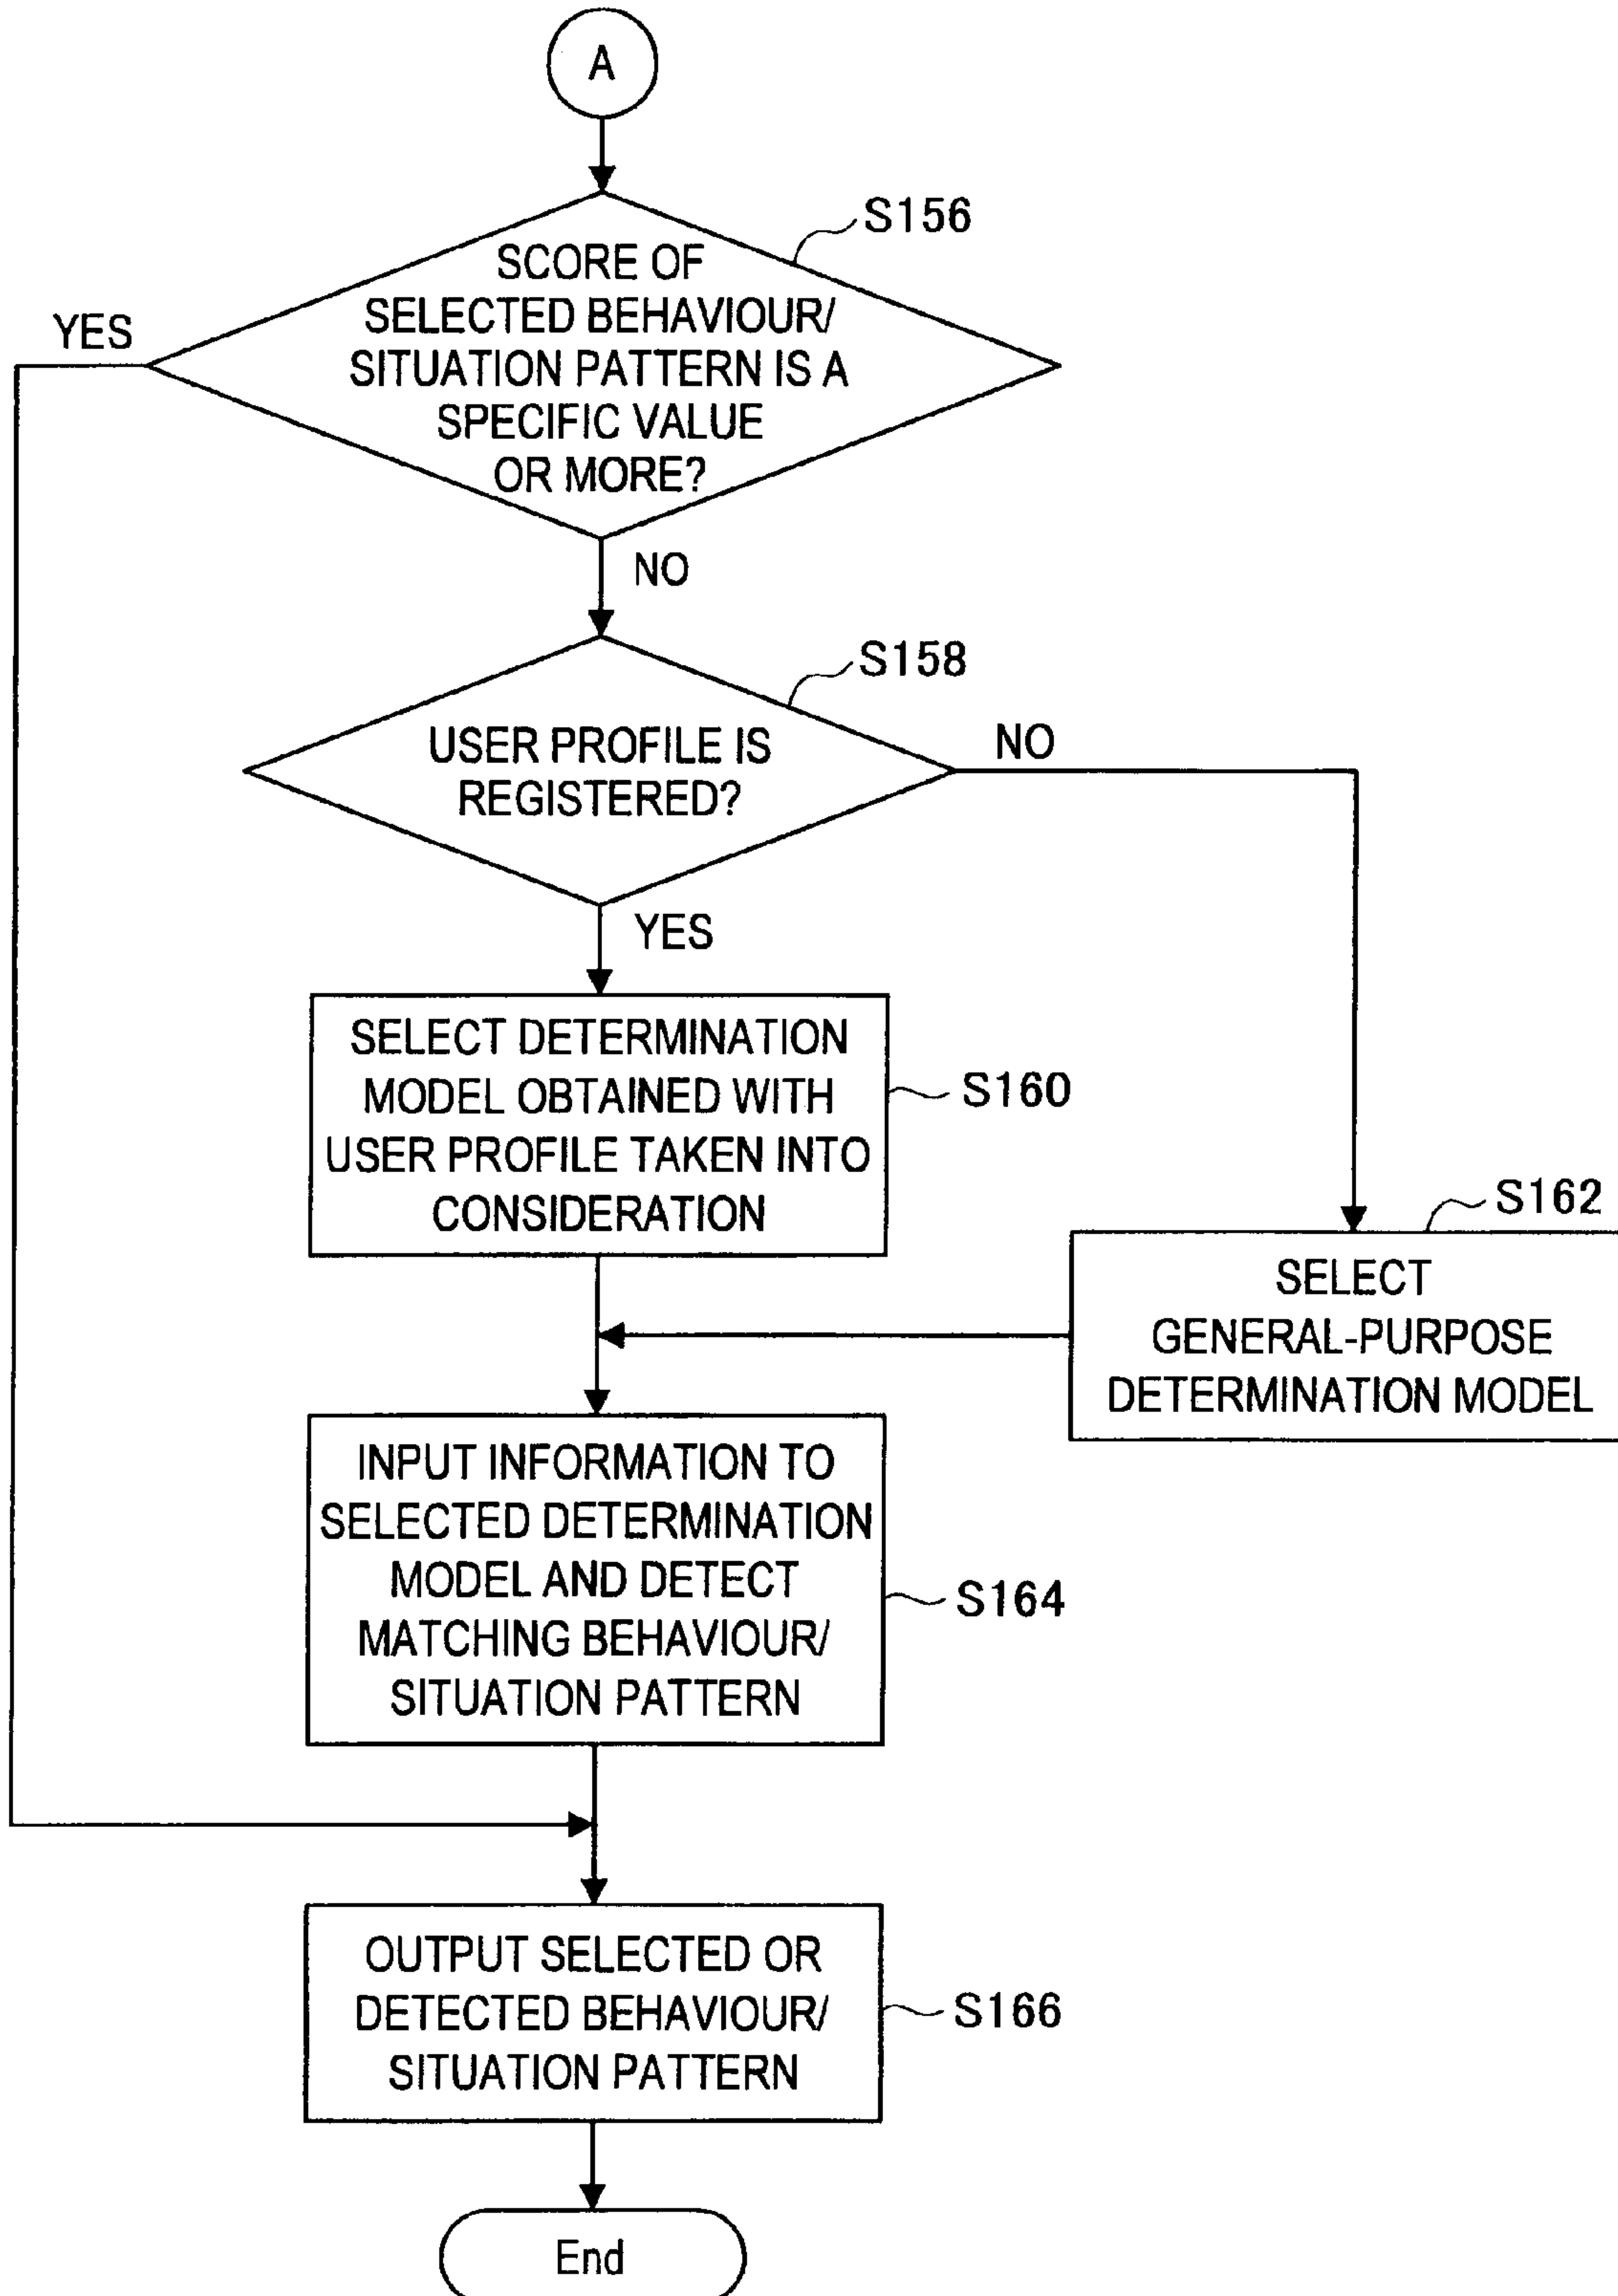 A
S156
SCORE OF
SELECTED BEHAVIOUR/
SITUATION PATTERN IS A
SPECIFIC VALUE
OR MORE?
YES
NO
S158
USER PROFILE IS
REGISTERED?
NO
YES
SELECT DETERMINATION
MODEL OBTAINED WITH
USER PROFILE TAKEN INTO
CONSIDERATION
S160
S162
SELECT
GENERAL-PURPOSE
DETERMINATION MODEL
INPUT INFORMATION TO
SELECTED DETERMINATION
MODEL AND DETECT
MATCHING BEHAVIOUR/
SITUATION PATTERN
S164
OUTPUT SELECTED OR
DETECTED BEHAVIOUR/
SITUATION PATTERN
S166
End